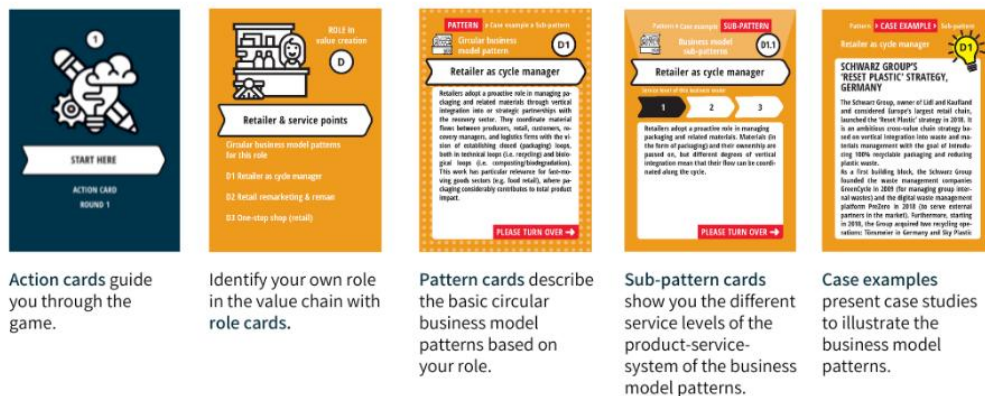 1
START HERE
ACTION CARD
ROUND 1
ROLE in
value creation
D
Retailer & service points
Circular business model patterns
for this role
D1 Retailer as cycle manager
D2 Retail remarketing & reman
D3 One-stop shop (retail)
PATTERN » Case example » Sub-pattern
Circular business
model pattern
D1
Retailer as cycle manager
Retailers adopt a proactive role in managing pa-
ckaging and related materials through vertical
integration into or strategic partnerships with
the recovery sector. They coordinate material
flows between producers, retail, customers, re-
covery managers, and logistics firms with the vi-
sion of establishing closed (packaging) loops,
both in technical loops (i.e. recycling) and biolo-
gical loops (i.e. composting/biodegradation).
This work has particular relevance for fast-mo-
ving goods sectors (e.g. food retail), where pa-
ckaging considerably contributes to total product
impact.
PLEASE TURN OVER →
Pattern » Case example SUB-PATTERN
Business model
sub-patterns
D1.1
Retailer as cycle manager
Service level of this business model
1 2 3
Retailers adopt a proactive role in managing
packaging and related materials. Materials (in
the form of packaging) and their ownership are
passed on, but different degrees of vertical
integration mean that their flow can be coordi-
nated along the cycle.
PLEASE TURN OVER →
Pattern » CASE EXAMPLE » Sub-pattern
Retailer as cycle manager
D1
SCHWARZ GROUP'S
'RESET PLASTIC' STRATEGY,
GERMANY
The Schwarz Group, owner of Lidl and Kaufland
and considered Europe's largest retail chain,
launched the 'Reset Plastic' strategy in 2018. It
is an ambitious cross-value chain strategy ba-
sed on vertical integration into waste and ma-
terials management with the goal of introdu-
cing 100% recyclable packaging and reducing
plastic waste.
As a first building block, the Schwarz Group
founded the waste management companies
GreenCycle in 2009 (for managing group inter-
nal wastes) and the digital waste management
platform PreZero in 2018 (to serve external
partners in the market). Furthermore, starting
in 2018, the Group acquired two recycling ope-
rations: Tönsmeier in Germany and Sky Plastic
Action cards guide
you through the
game.
Identify your own role
in the value chain with
role cards.
Pattern cards describe
the basic circular
business model
patterns based on
your role.
Sub-pattern cards
show you the different
service levels of the
product-service-
system of the business
model patterns.
Case examples
present case studies
to illustrate the
business model
patterns.